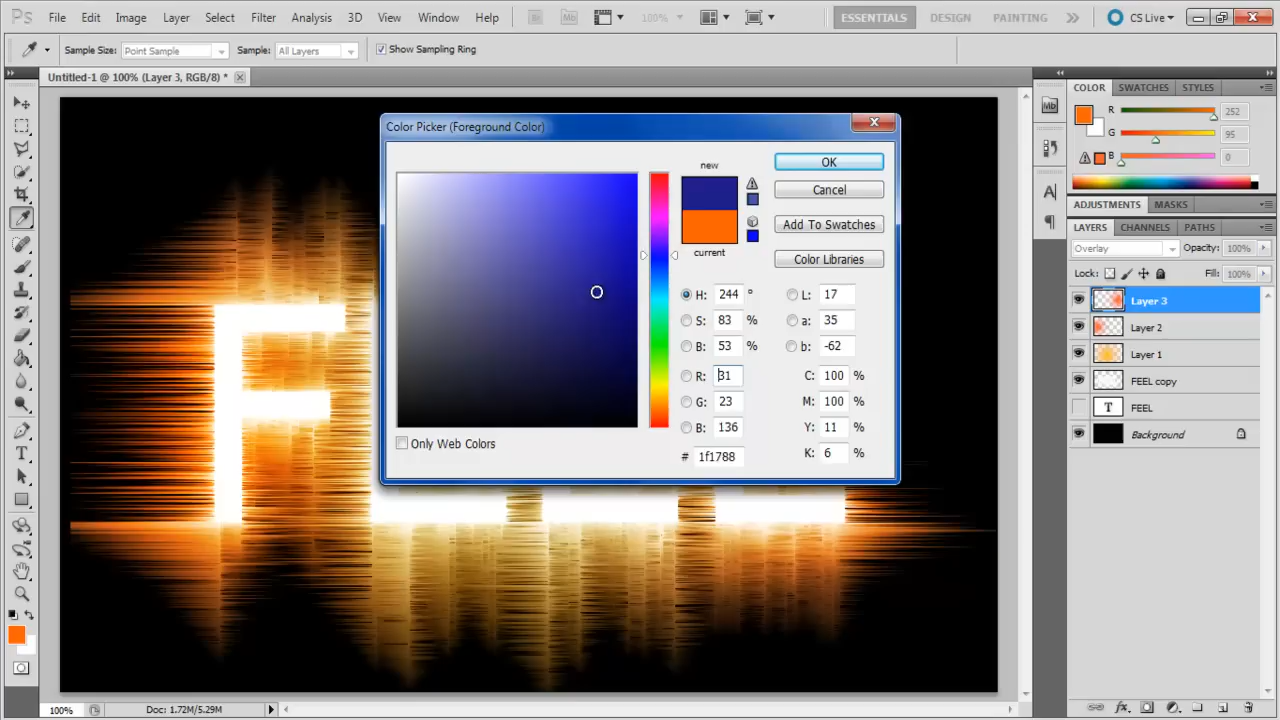 Ps File Edit Image Layer Select Filter Analysis 3D View Window Help Br Mb 100% ESSENTIALS DESIGN PAINTING CS Live
Sample Size: Point Sample Sample: All Layers Show Sampling Ring
Untitled-1 @ 100% (Layer 3, RGB/8) *
Color Picker (Foreground Color)
new
current
OK
Cancel
Add To Swatches
Color Libraries
H: 244 ° L: 17
S: 83 % a: 35
B: 53 % b: -62
R: 31 C: 100 %
G: 23 M: 100 %
B: 136 Y: 11 %
# 1f1788 K: 6 %
Only Web Colors
Mb
COLOR SWATCHES STYLES
R 252
G 95
B 0
ADJUSTMENTS MASKS
LAYERS CHANNELS PATHS
Overlay Opacity: 100%
Lock: Fill: 100%
Layer 3
Layer 2
Layer 1
FEEL copy
T FEEL
Background
F
100% Doc: 1.72M/5.29M